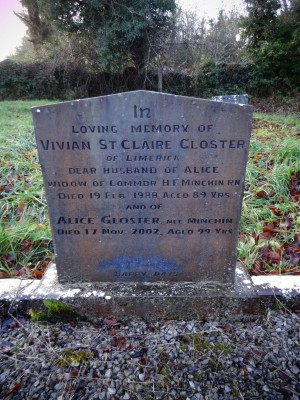 In
Loving Memory of
Vivian St Claire Gloster
of Limerick
Dear Husband of Alice
Widow of Commdr H F Minchin RN
Died 19 Feb. 1988 Aged 89 Yrs
and of
Alice Gloster nee Minchin
Died 17 Nov. 2002, Aged 99 Yrs
Happy Days